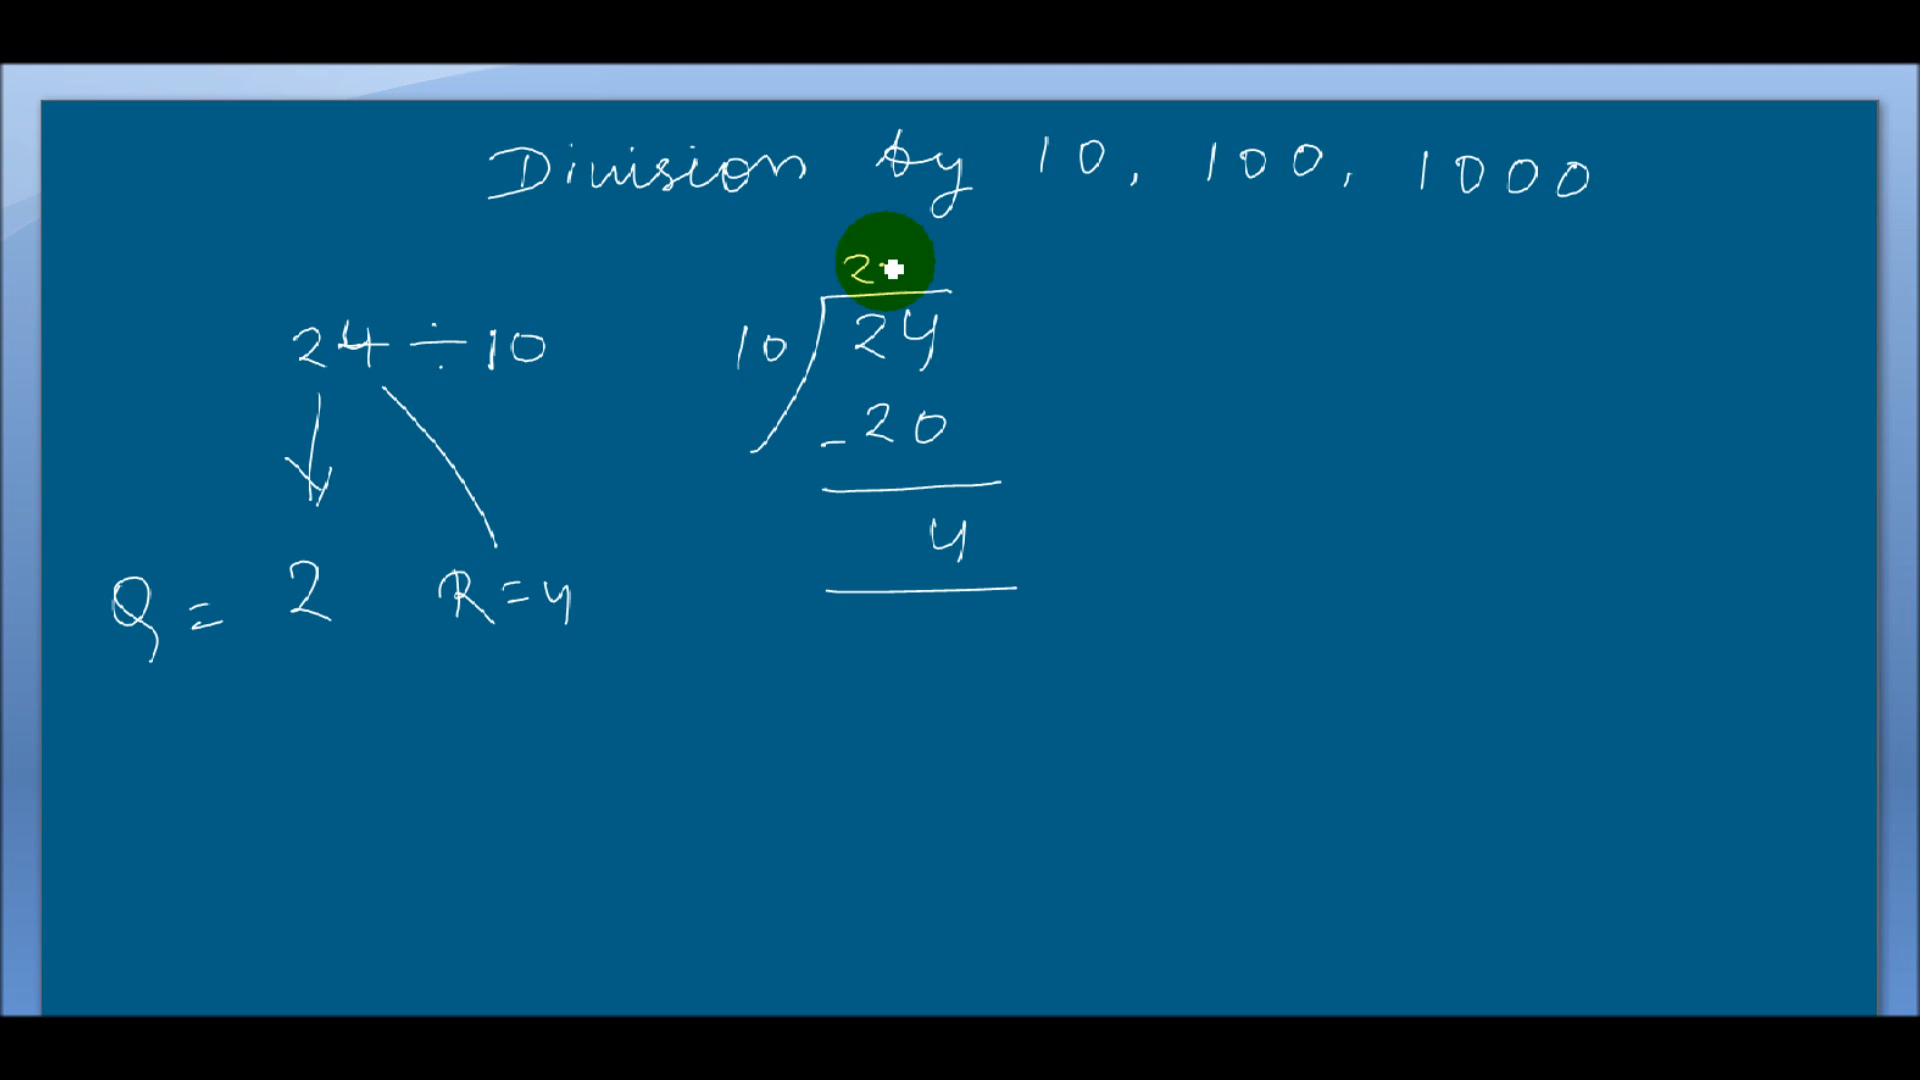 Division by 10, 100, 1000
2
24 ÷ 10
10 24
- 20
4
Q = 2 R = 4